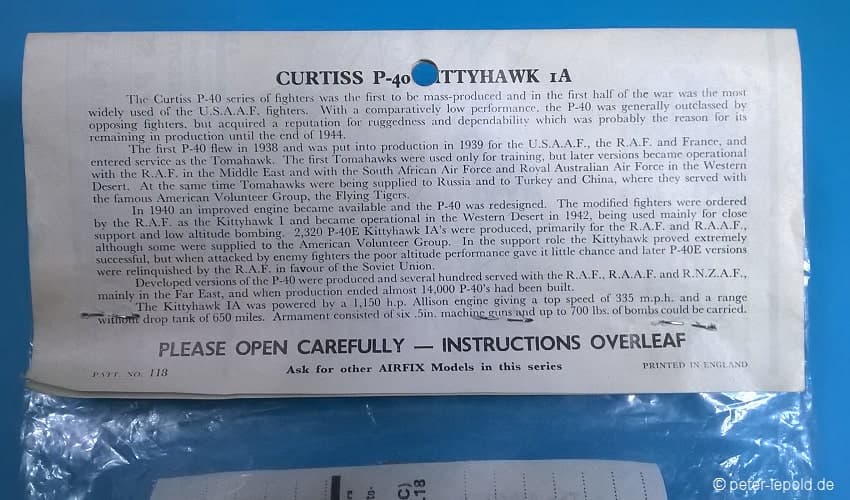 CURTISS P-40 ITTYHAWK 1A
The Curtiss P-40 series of fighters was the first to be mass-produced and in the first half of the war was the most
widely used of the U.S.A.A.F. fighters. With a comparatively low performance, the P-40 was generally outclassed by
opposing fighters, but acquired a reputation for ruggedness and dependability which was probably the reason for its
remaining in production until the end of 1944.
The first P-40 flew in 1938 and was put into production in 1939 for the U.S.A.A.F., the R.A.F. and France, and
entered service as the Tomahawk. The first Tomahawks were used only for training, but later versions became operational
with the R.A.F. in the Middle East and with the South African Air Force and Royal Australian Air Force in the Western
Desert. At the same time Tomahawks were being supplied to Russia and to Turkey and China, where they served with
the famous American Volunteer Group, the Flying Tigers.
In 1940 an improved engine became available and the P-40 was redesigned. The modified fighters were ordered
by the R.A.F. as the Kittyhawk I and became operational in the Western Desert in 1942, being used mainly for close
support and low altitude bombing. 2,320 P-40E Kittyhawk IA's were produced, primarily for the R.A.F. and R.A.A.F.,
although some were supplied to the American Volunteer Group. In the support role the Kittyhawk proved extremely
successful, but when attacked by enemy fighters the poor altitude performance gave it little chance and later P-40E versions
were relinquished by the R.A.F. in favour of the Soviet Union.
Developed versions of the P-40 were produced and several hundred served with the R.A.F., R.A.A.F. and R.N.Z.A.F.,
mainly in the Far East, and when production ended almost 14,000 P-40's had been built.
The Kittyhawk IA was powered by a 1,150 h.p. Allison engine giving a top speed of 335 m.p.h. and a range
without drop tank of 650 miles. Armament consisted of six .5in. machine guns and up to 700 lbs. of bombs could be carried.
PLEASE OPEN CAREFULLY — INSTRUCTIONS OVERLEAF
PATT. NO. 118 Ask for other AIRFIX Models in this series PRINTED IN ENGLAND
C)
.18
© peter-lepold.de